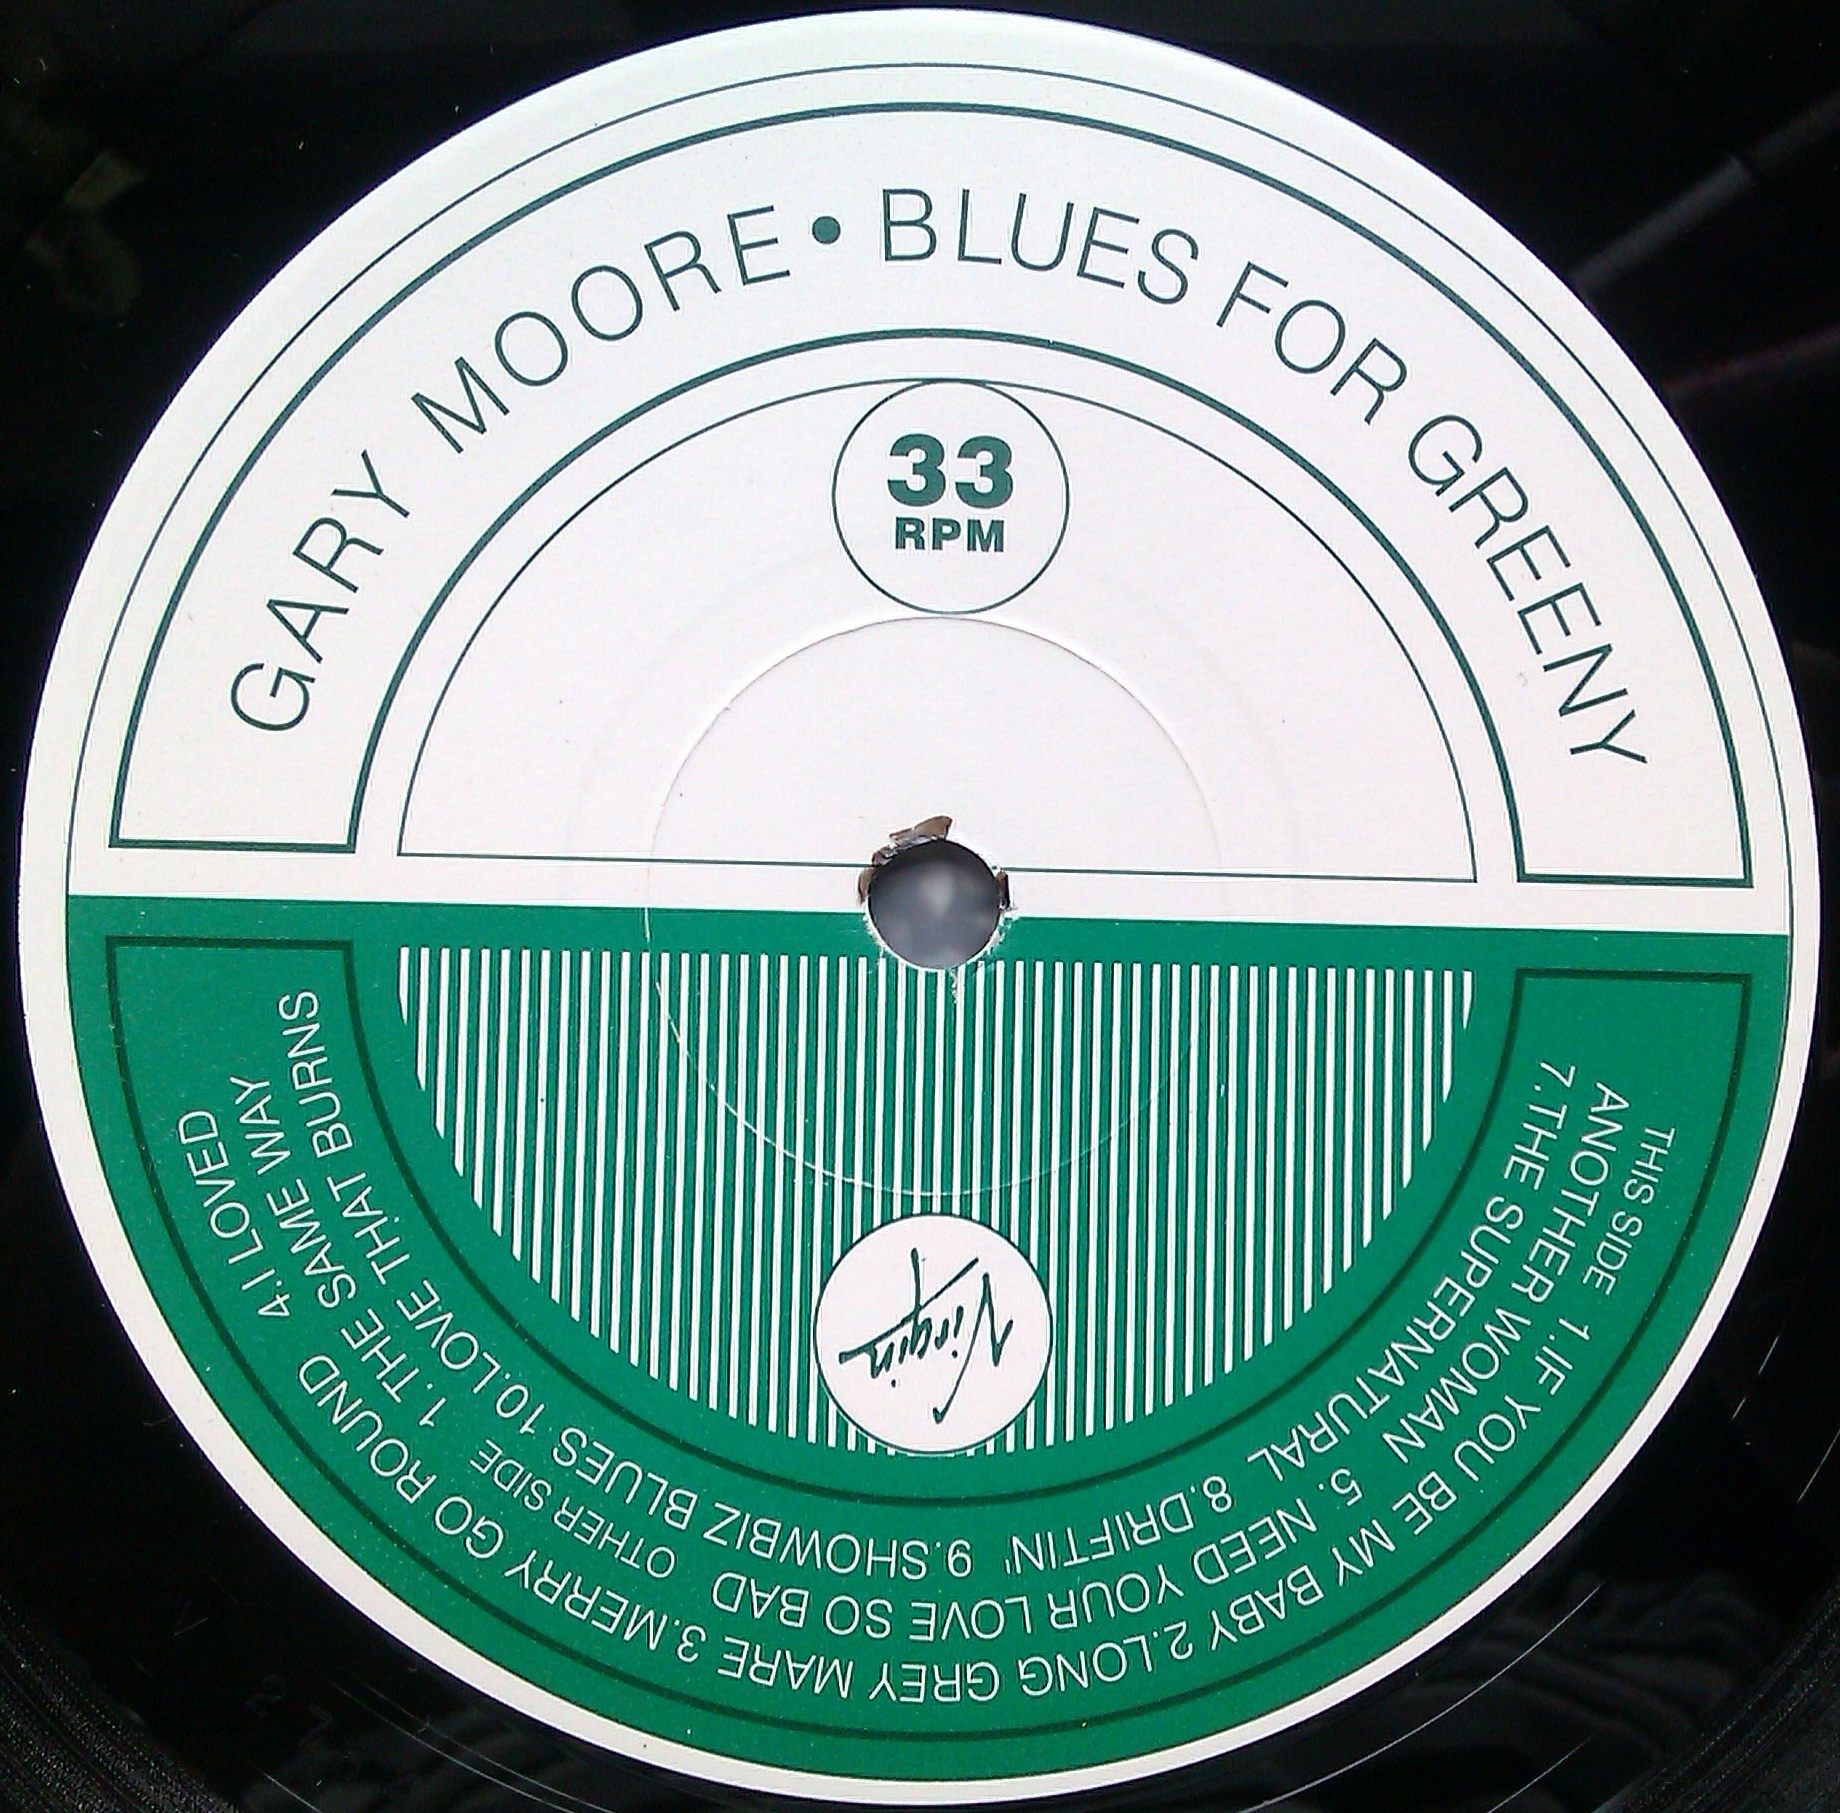 GARY MOORE • BLUES FOR GREENY
33
RPM
Virgin
THIS SIDE 1.IF YOU BE MY BABY 2.LONG GREY MARE 3.MERRY GO ROUND 4.I LOVED
ANOTHER WOMAN 5. NEED YOUR LOVE SO BAD OTHER SIDE 1.THE SAME WAY
7.THE SUPERNATURAL 8.DRIFTIN' 9.SHOWBIZ BLUES 10.LOVE THAT BURNS